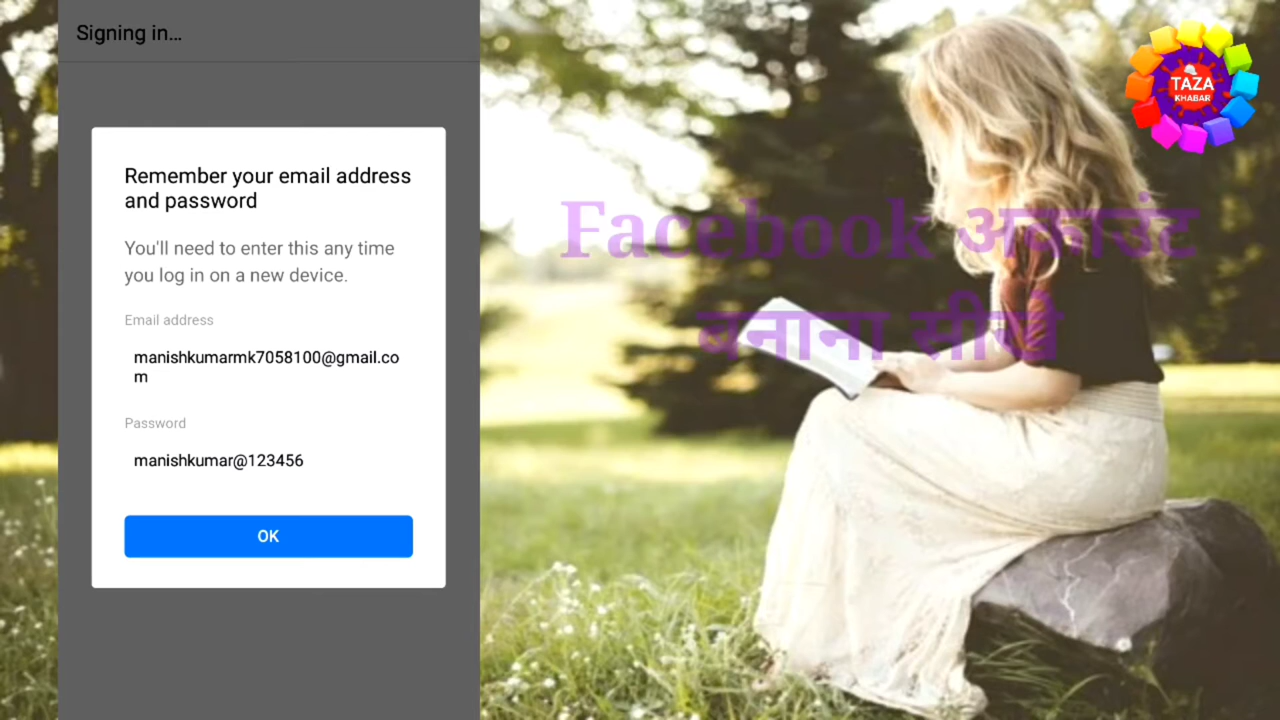 Signing in...
Remember your email address
and password
You'll need to enter this any time
you log in on a new device.
Email address
manishkumarmk7058100@gmail.co
m
Password
manishkumar@123456
OK
TAZA
KHABAR
Facebook अकाउंट
बनाना सीखे